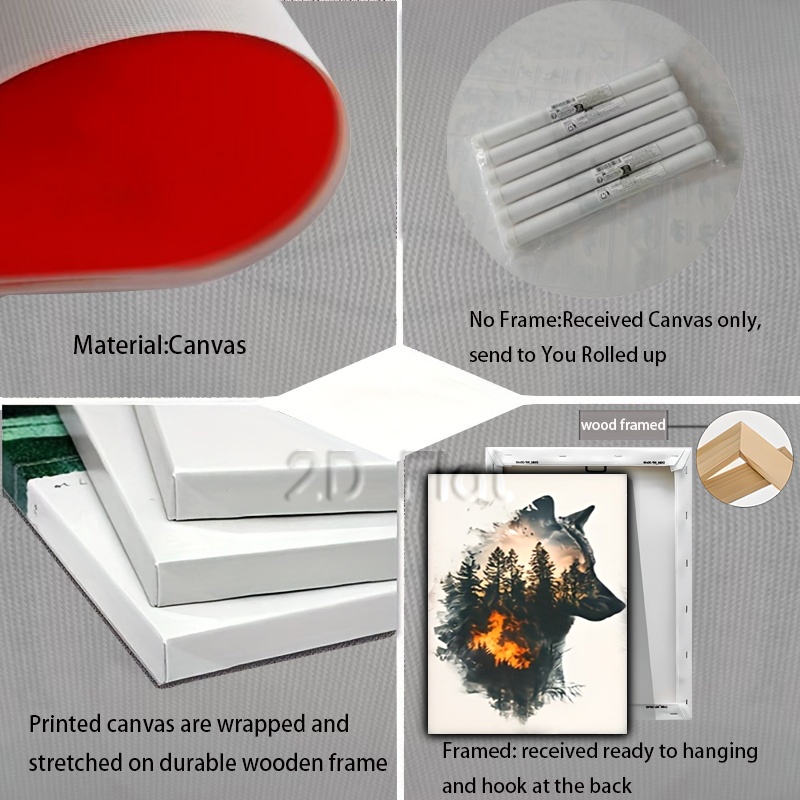 Material:Canvas
No Frame:Received Canvas only,
send to You Rolled up
2D Flat
wood framed
Printed canvas are wrapped and
stretched on durable wooden frame
Framed: received ready to hanging
and hook at the back